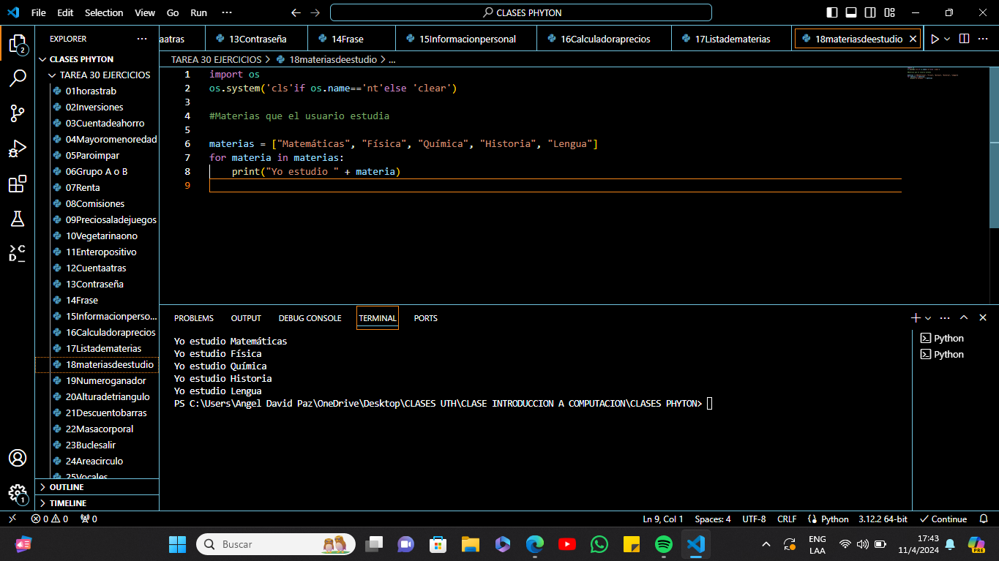 File Edit Selection View Go Run ··· CLASES PHYTON
EXPLORER ···
aatras 13Contraseña 14Frase 15Informacionpersonal 16Calculadoraprecios 17Listadematerias 18materiasdeestudio
TAREA 30 EJERCICIOS > 18materiasdeestudio > ...
CLASES PHYTON
TAREA 30 EJERCICIOS
01horastrab
02Inversiones
03Cuentadeahorro
04Mayoromenoredad
05Paroimpar
06Grupo A o B
07Renta
08Comisiones
09Preciosaladejuegos
10Vegetarinaono
11Enteropositivo
12Cuentaatras
13Contraseña
14Frase
15Informacionperso...
16Calculadoraprecios
17Listadematerias
18materiasdeestudio
19Numeroganador
20Alturadetriangulo
21Descuentobarras
22Masacorporal
23Buclesalir
24Areacirculo
25Vocales
OUTLINE
TIMELINE
2
1
1 import os
2 os.system('cls'if os.name=='nt'else 'clear')
3
4 #Materias que el usuario estudia
5
6 materias = ["Matemáticas", "Física", "Química", "Historia", "Lengua"]
7 for materia in materias:
8     print("Yo estudio " + materia)
9
PROBLEMS OUTPUT DEBUG CONSOLE TERMINAL PORTS
Yo estudio Matemáticas
Yo estudio Física
Yo estudio Química
Yo estudio Historia
Yo estudio Lengua
PS C:\Users\Angel David Paz\OneDrive\Desktop\CLASES UTH\CLASE INTRODUCCION A COMPUTACION\CLASES PHYTON>
Python
Python
0 0 0 Ln 9, Col 1 Spaces: 4 UTF-8 CRLF Python 3.12.2 64-bit Continue
Buscar
ENG
LAA
17:43
11/4/2024
PRE